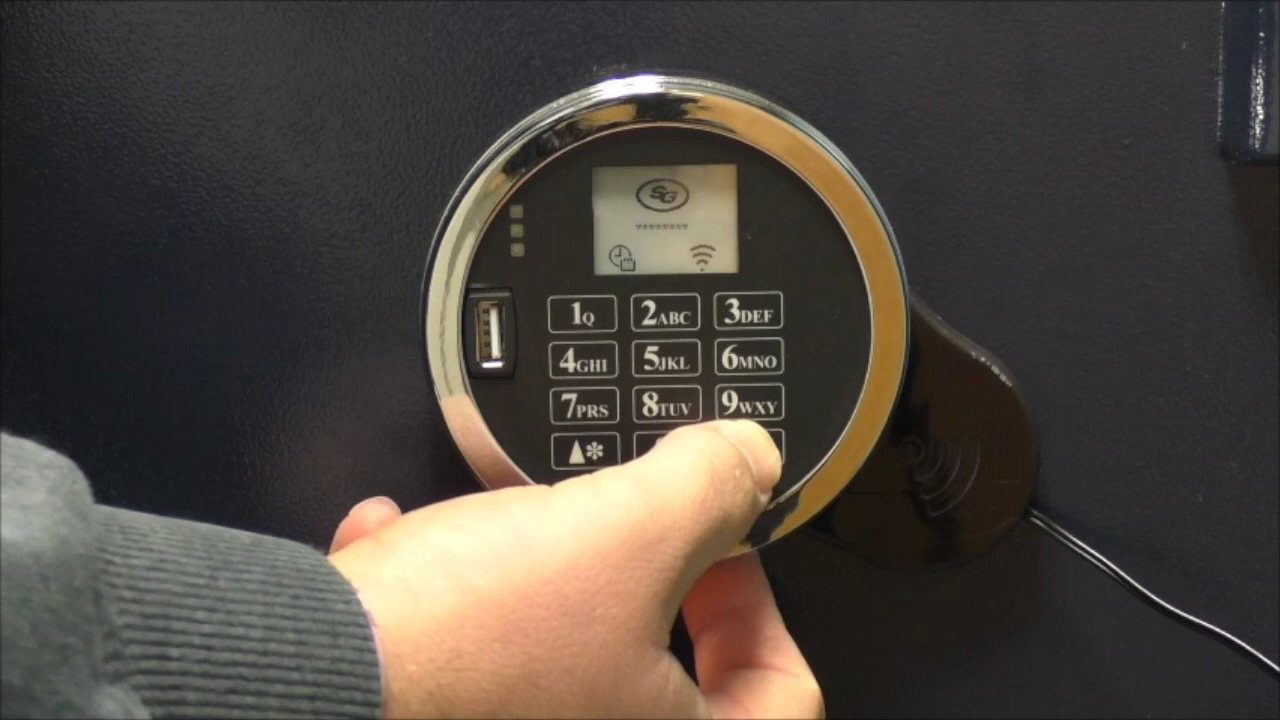 SG
********
1Q 2ABC 3DEF
4GHI 5JKL 6MNO
7PRS 8TUV 9WXY
▲✽